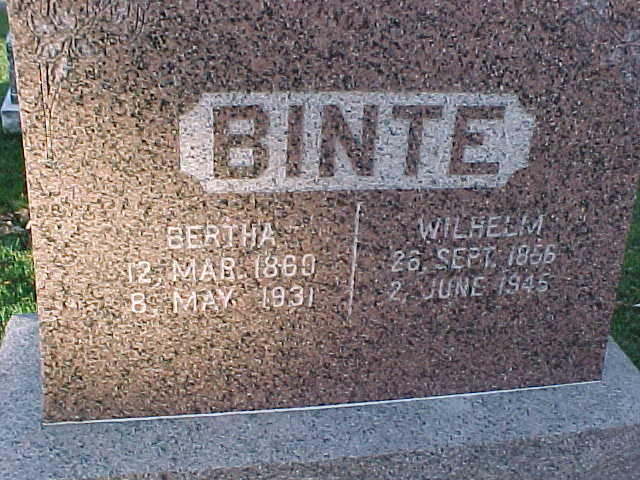 BINTE
BERTHA
12, MAR. 1860
8, MAY 1931
WILHELM
26, SEPT. 1856
2, JUNE 1945